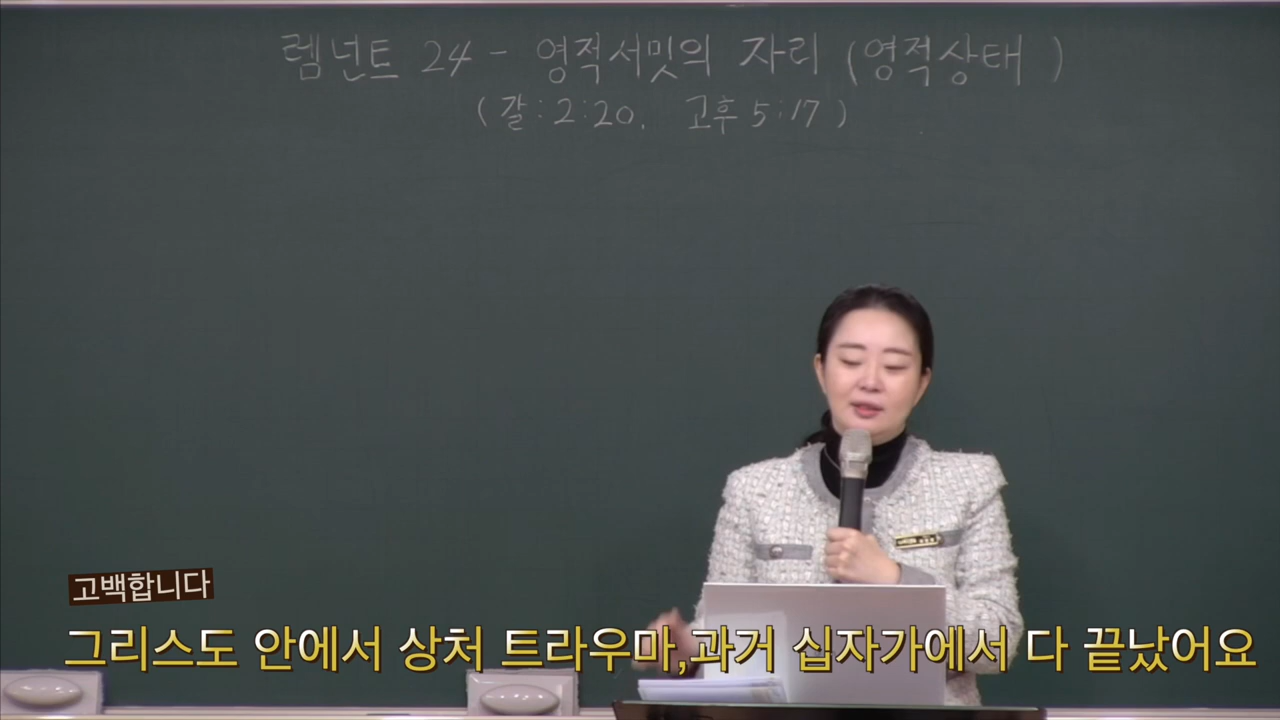 렘넌트 24 - 영적서밋의 자리 (영적상태)
(갈:2:20. 고후 5:17)
고백합니다
그리스도 안에서 상처 트라우마,과거 십자가에서 다 끝났어요